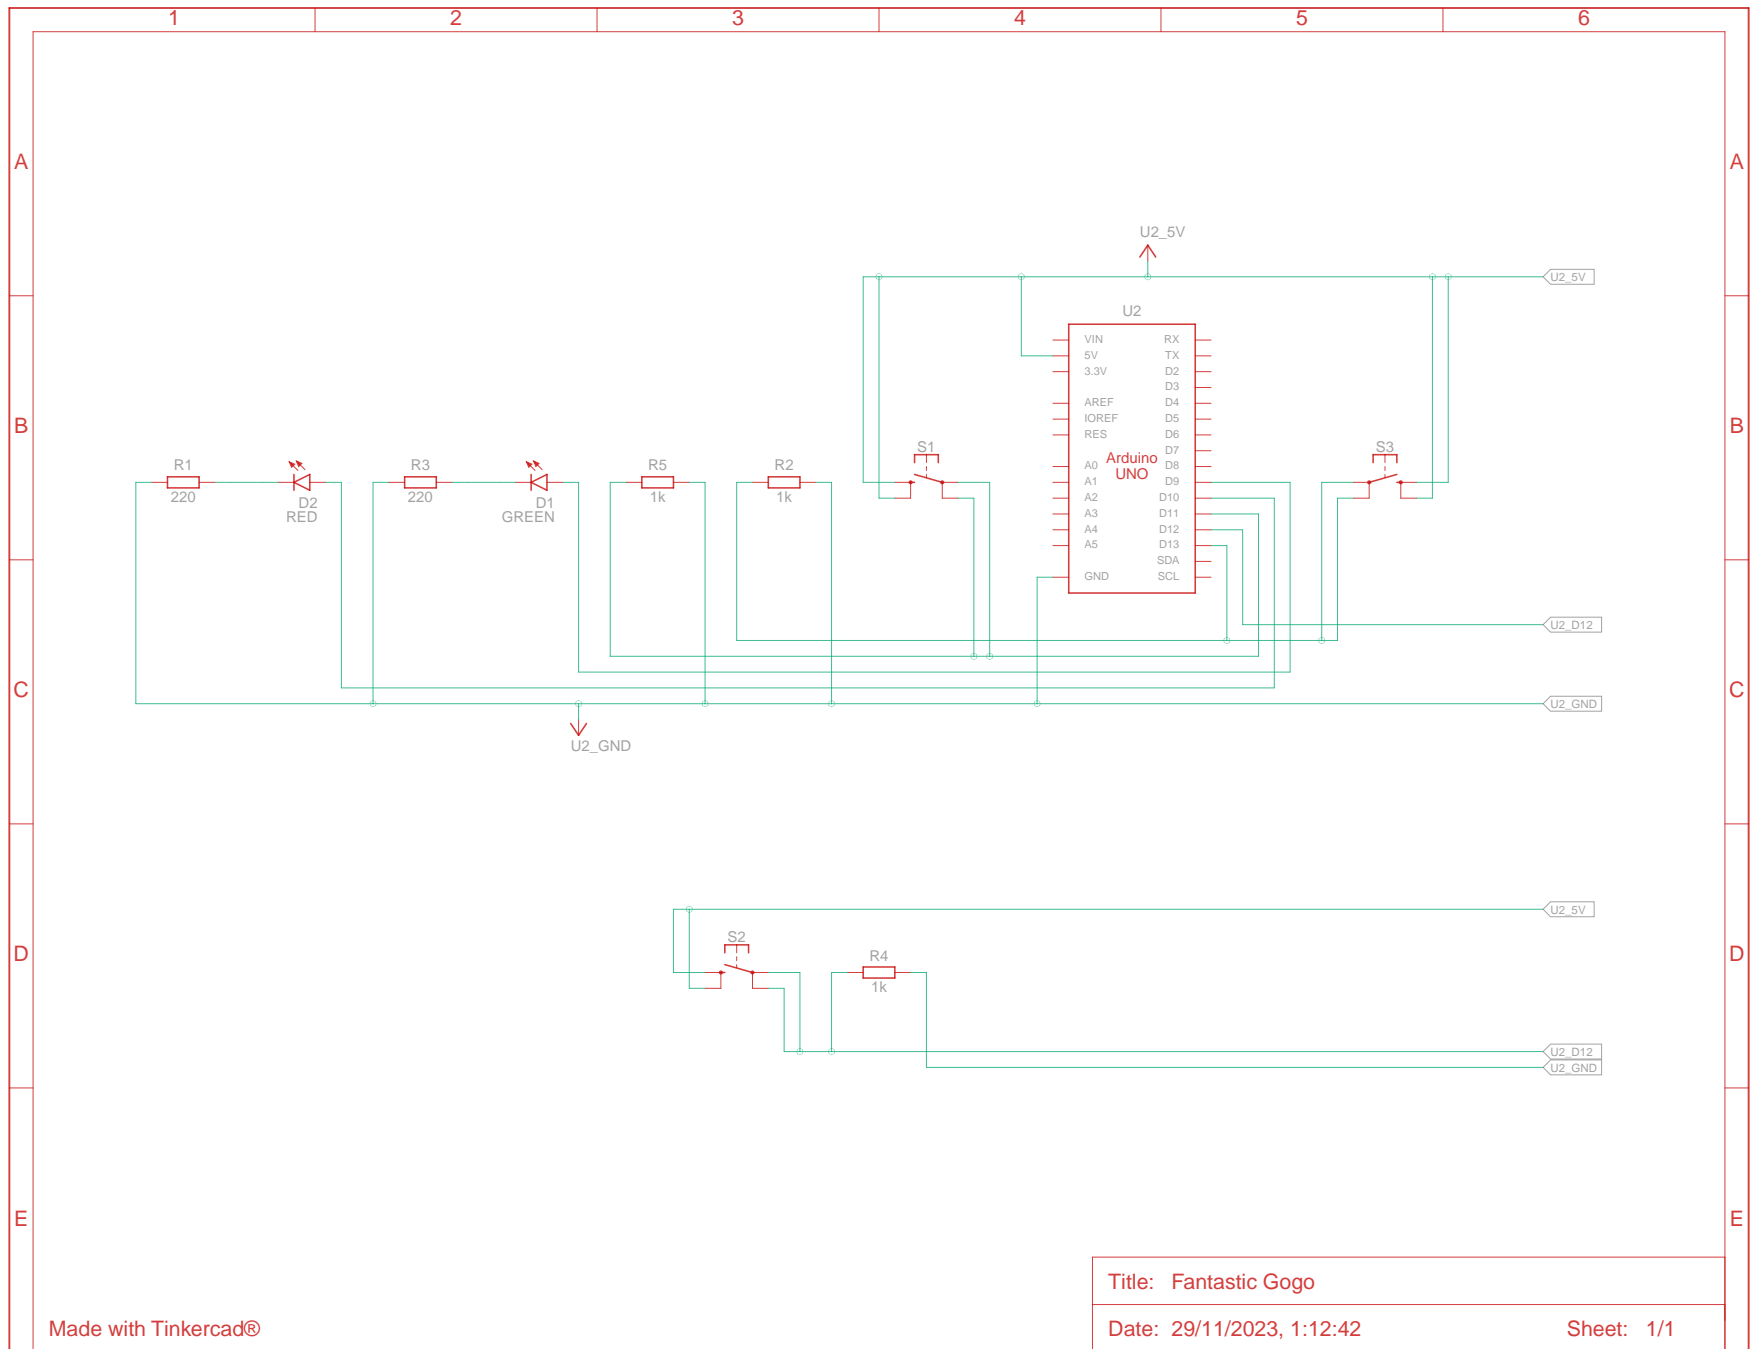 1 2 3 4 5 6
A A
U2_5V
U2_5V
U2
VIN RX
5V TX
3.3V D2
D3
AREF D4
IOREF D5
RES D6
D7
A0 D8
A1 D9
A2 D10
A3 D11
A4 D12
A5 D13
SDA
GND SCL
Arduino
UNO
B B
S1 S3
R1 R3 R5 R2
220 D2 220 D1 1k 1k
RED GREEN
U2_D12
C C
U2_GND
U2_GND
U2_5V
S2
D D
R4
1k
U2_D12
U2_GND
E E
Title: Fantastic Gogo
Made with Tinkercad®
Date: 29/11/2023, 1:12:42 Sheet: 1/1